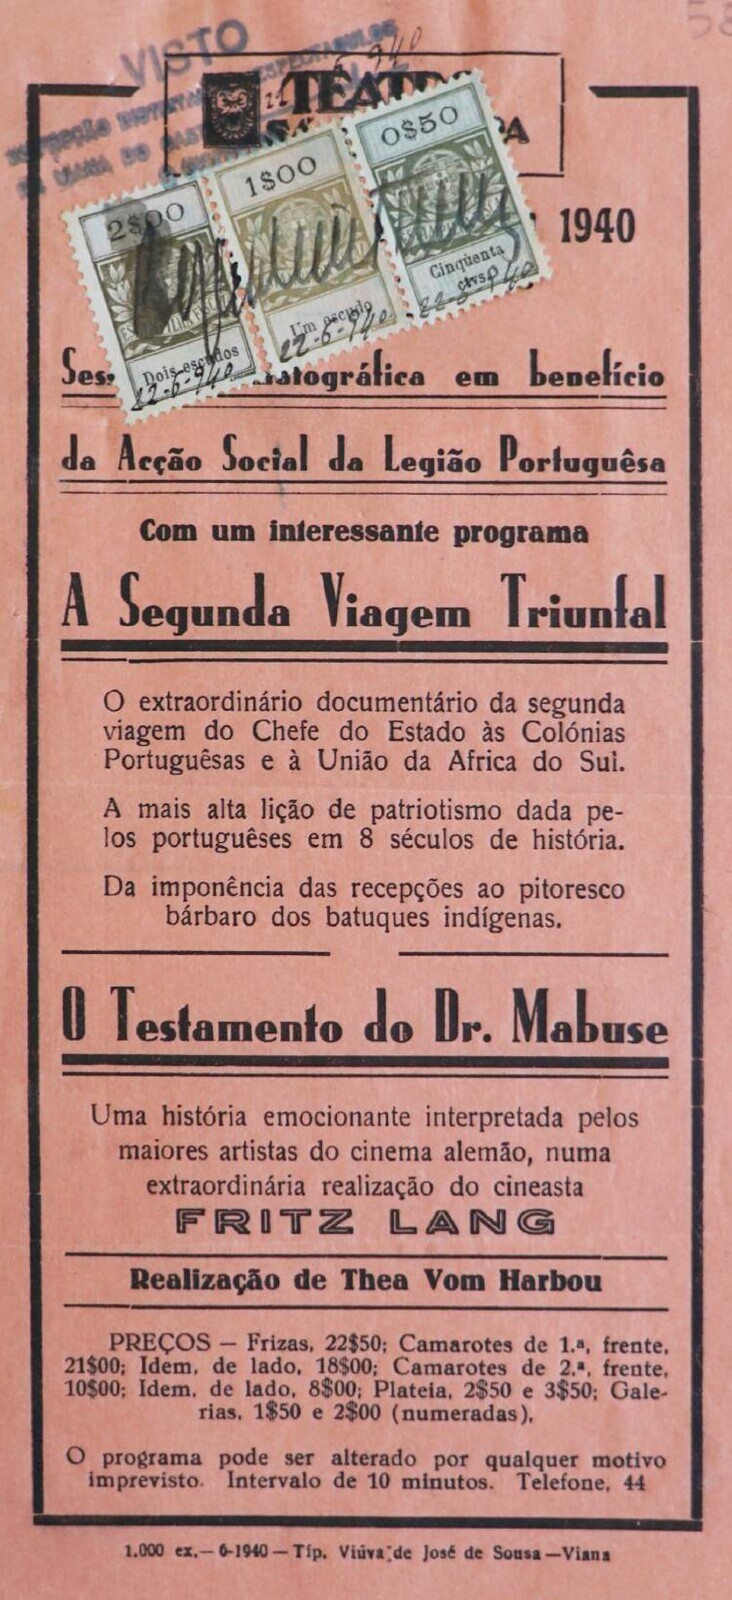 VISTO
22-6-940
TEATRO
1940
2$00
Dois escudos
22-6-940
1$00
Um escudo
22-6-940
0$50
Cinqüenta
ctvs
22-6-940
em benefício
da Acção Social da Legião Portuguêsa
Com um interessante programa
A Segunda Viagem Triunfal
O extraordinário documentário da segunda
viagem do Chefe do Estado às Colónias
Portuguêsas e à União da Africa do Sul.
A mais alta lição de patriotismo dada pe-
los portuguêses em 8 séculos de história.
Da imponência das recepções ao pitoresco
bárbaro dos batuques indígenas.
O Testamento do Dr. Mabuse
Uma história emocionante interpretada pelos
maiores artistas do cinema alemão, numa
extraordinária realização do cineasta
FRITZ LANG
Realização de Thea Vom Harbou
PREÇOS — Frizas, 22$50; Camarotes de 1.ª, frente,
21$00; Idem, de lado, 18$00; Camarotes de 2.ª, frente,
10$00; Idem, de lado, 8$00; Plateia, 2$50 e 3$50; Gale-
rias, 1$50 e 2$00 (numeradas),
O programa pode ser alterado por qualquer motivo
imprevisto. Intervalo de 10 minutos. Telefone, 44
1.000 ex.— 6-1940 — Tip. Viúva de José de Sousa — Viana